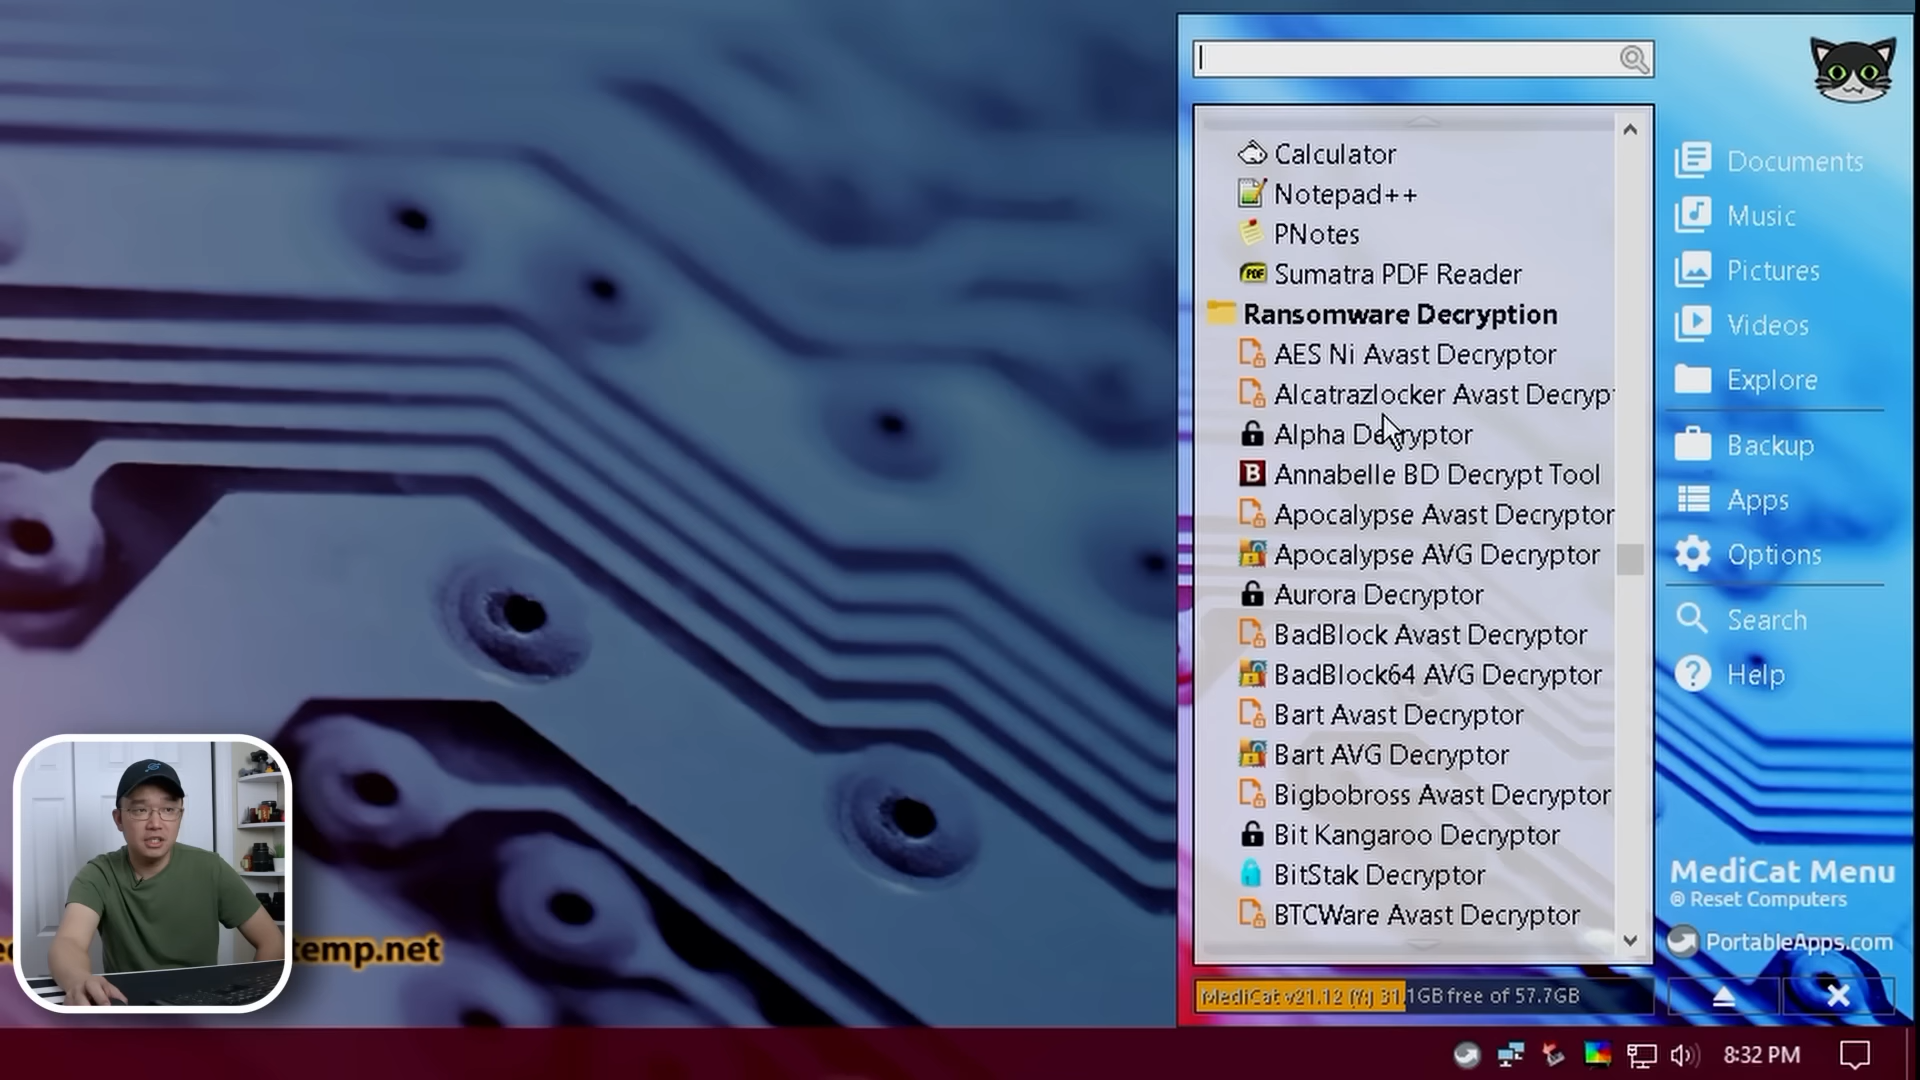 Calculator
Notepad++
PNotes
PDF
Sumatra PDF Reader
Ransomware Decryption
AES Ni Avast Decryptor
Alcatrazlocker Avast Decrypt
Alpha Decryptor
B
Annabelle BD Decrypt Tool
Apocalypse Avast Decryptor
Apocalypse AVG Decryptor
Aurora Decryptor
BadBlock Avast Decryptor
BadBlock64 AVG Decryptor
Bart Avast Decryptor
Bart AVG Decryptor
Bigbobross Avast Decryptor
Bit Kangaroo Decryptor
BitStak Decryptor
BTCWare Avast Decryptor
MediCat v21.12 (Y:) 31.1GB free of 57.7GB
Documents
Music
Pictures
Videos
Explore
Backup
Apps
Options
Search
? Help
MediCat Menu
® Reset Computers
PortableApps.com
temp.net
8:32 PM